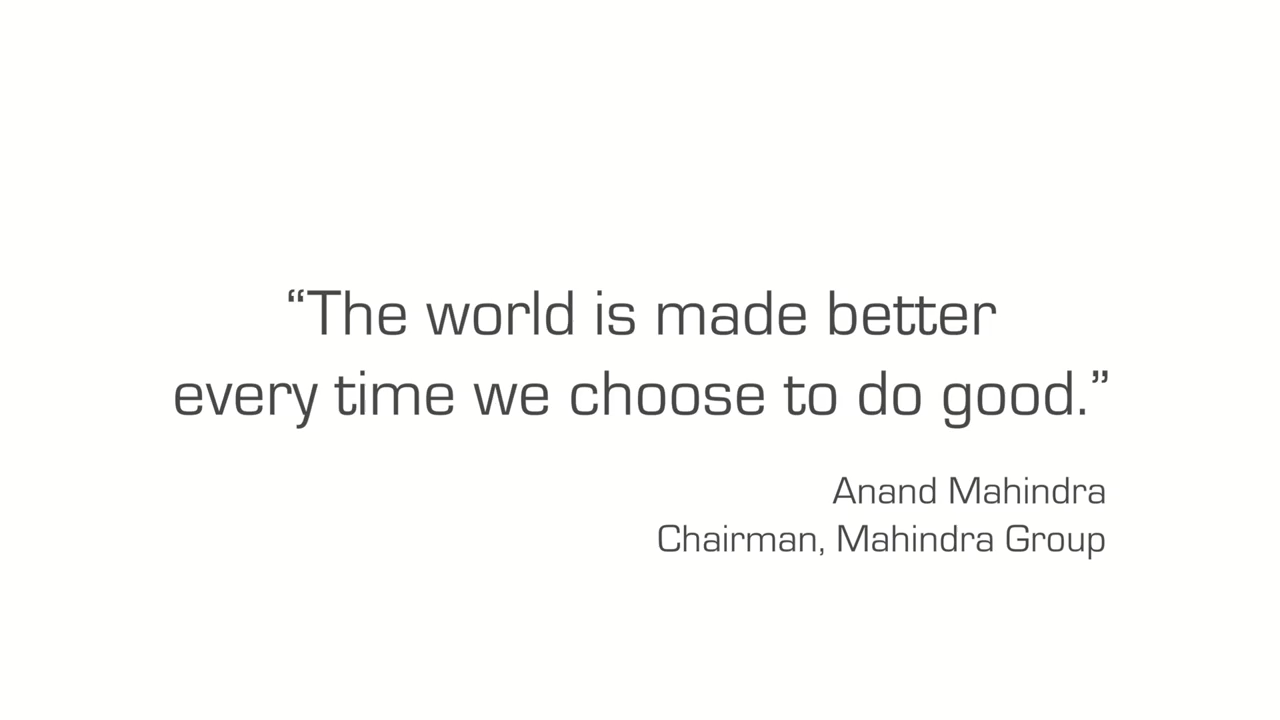 “The world is made better
every time we choose to do good.”
Anand Mahindra
Chairman, Mahindra Group